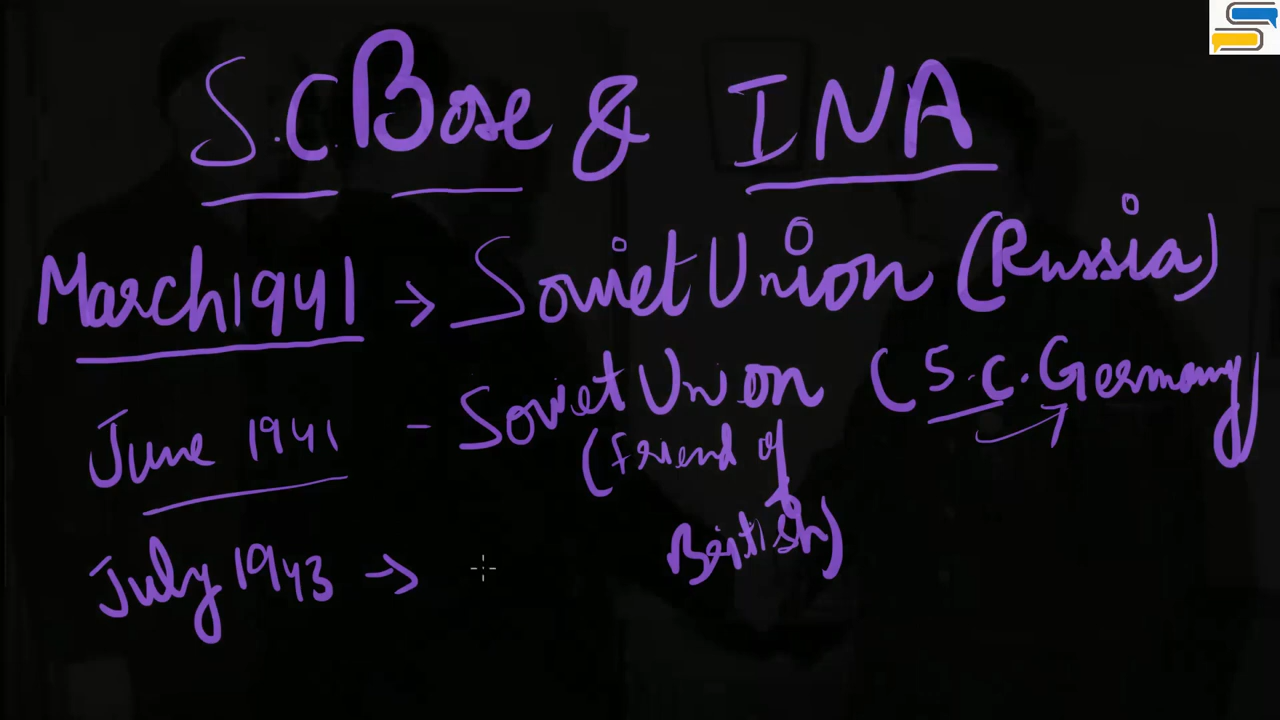 S.C. Bose & INA
March 1941 → Soviet Union (Russia)
June 1941 - Soviet Union (S.C. Germany)
(friend of
British)
July 1943 →